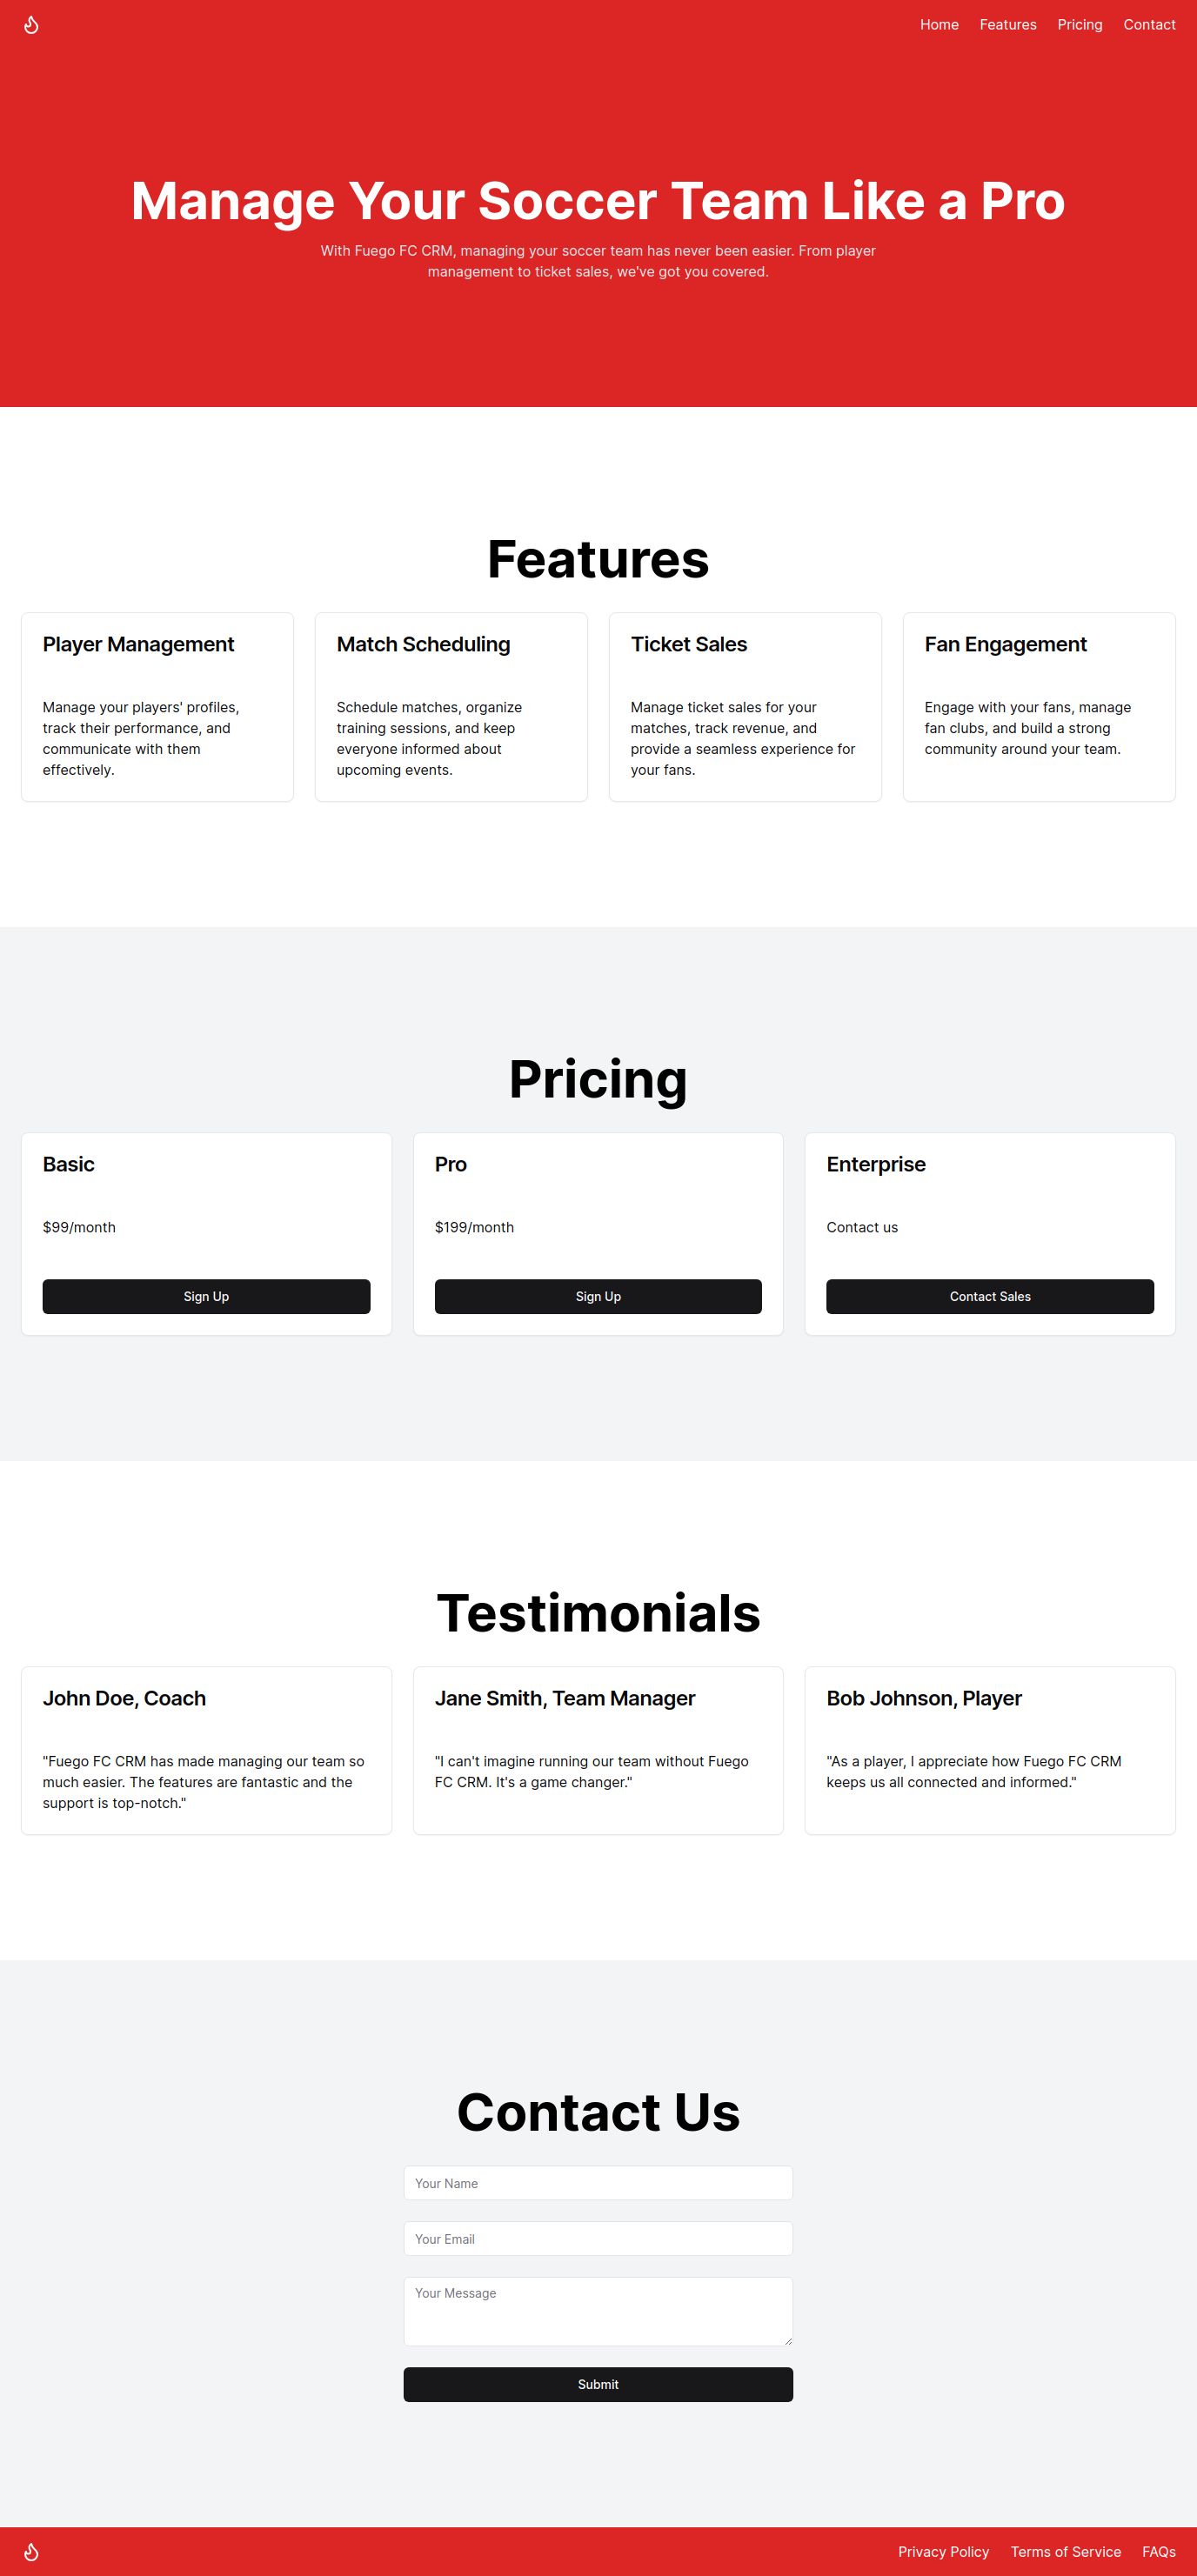 Home Features Pricing Contact
Manage Your Soccer Team Like a Pro
With Fuego FC CRM, managing your soccer team has never been easier. From player
management to ticket sales, we've got you covered.
Features
Player Management
Manage your players' profiles,
track their performance, and
communicate with them
effectively.
Match Scheduling
Schedule matches, organize
training sessions, and keep
everyone informed about
upcoming events.
Ticket Sales
Manage ticket sales for your
matches, track revenue, and
provide a seamless experience for
your fans.
Fan Engagement
Engage with your fans, manage
fan clubs, and build a strong
community around your team.
Pricing
Basic
$99/month
Sign Up
Pro
$199/month
Sign Up
Enterprise
Contact us
Contact Sales
Testimonials
John Doe, Coach
"Fuego FC CRM has made managing our team so
much easier. The features are fantastic and the
support is top-notch."
Jane Smith, Team Manager
"I can't imagine running our team without Fuego
FC CRM. It's a game changer."
Bob Johnson, Player
"As a player, I appreciate how Fuego FC CRM
keeps us all connected and informed."
Contact Us
Your Name
Your Email
Your Message
Submit
Privacy Policy Terms of Service FAQs